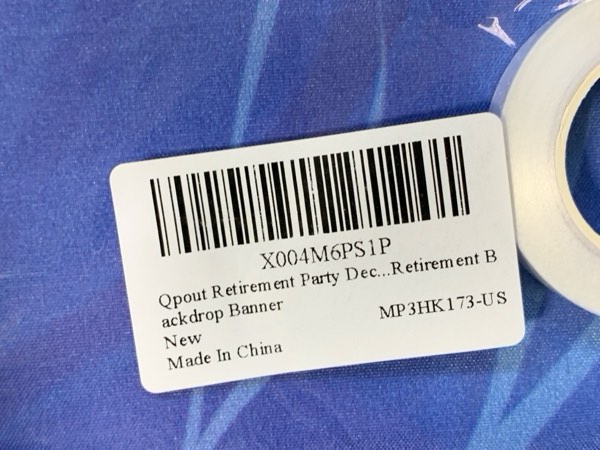 X004M6PS1P
Qpout Retirement Party Dec...Retirement B
ackdrop Banner
New
MP3HK173-US
Made In China